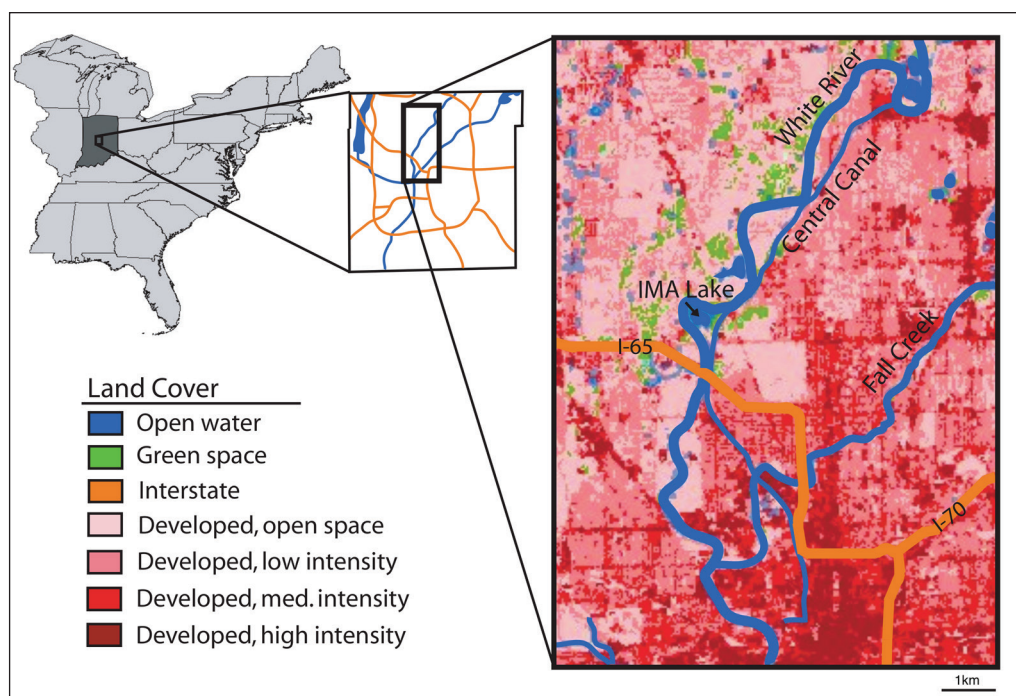 White River
Central Canal
IMA Lake
I-65
Fall Creek
I-70
Land Cover
Open water
Green space
Interstate
Developed, open space
Developed, low intensity
Developed, med. intensity
Developed, high intensity
1km